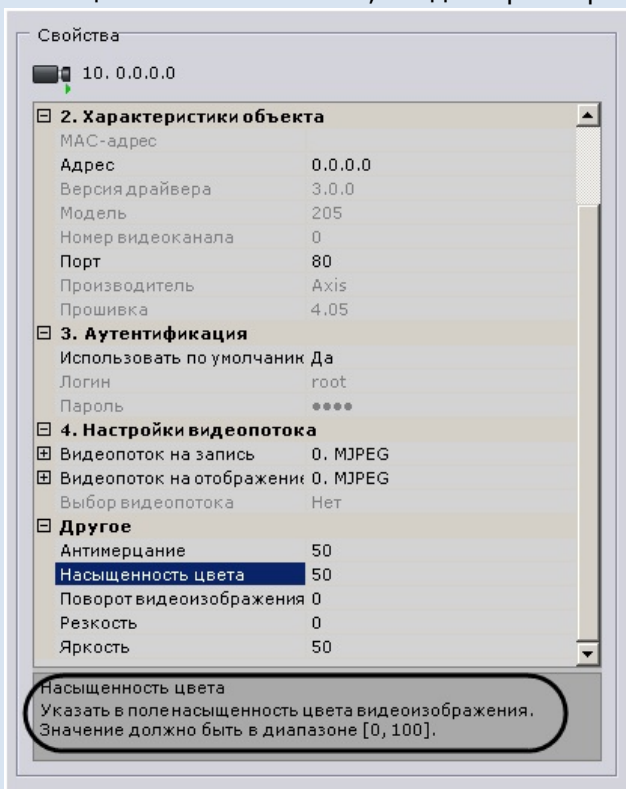 Свойства
10. 0.0.0.0
2. Характеристики объекта
MAC-адрес
Адрес 0.0.0.0
Версия драйвера 3.0.0
Модель 205
Номер видеоканала 0
Порт 80
Производитель Axis
Прошивка 4.05
3. Аутентификация
Использовать по умолчанию Да
Логин root
Пароль ●●●●
4. Настройки видеопотока
Видеопоток на запись 0. MJPEG
Видеопоток на отображение 0. MJPEG
Выбор видеопотока Нет
Другое
Антимерцание 50
Насыщенность цвета 50
Поворот видеоизображения 0
Резкость 0
Яркость 50
Насыщенность цвета
Указать в поле насыщенность цвета видеоизображения.
Значение должно быть в диапазоне [0, 100].